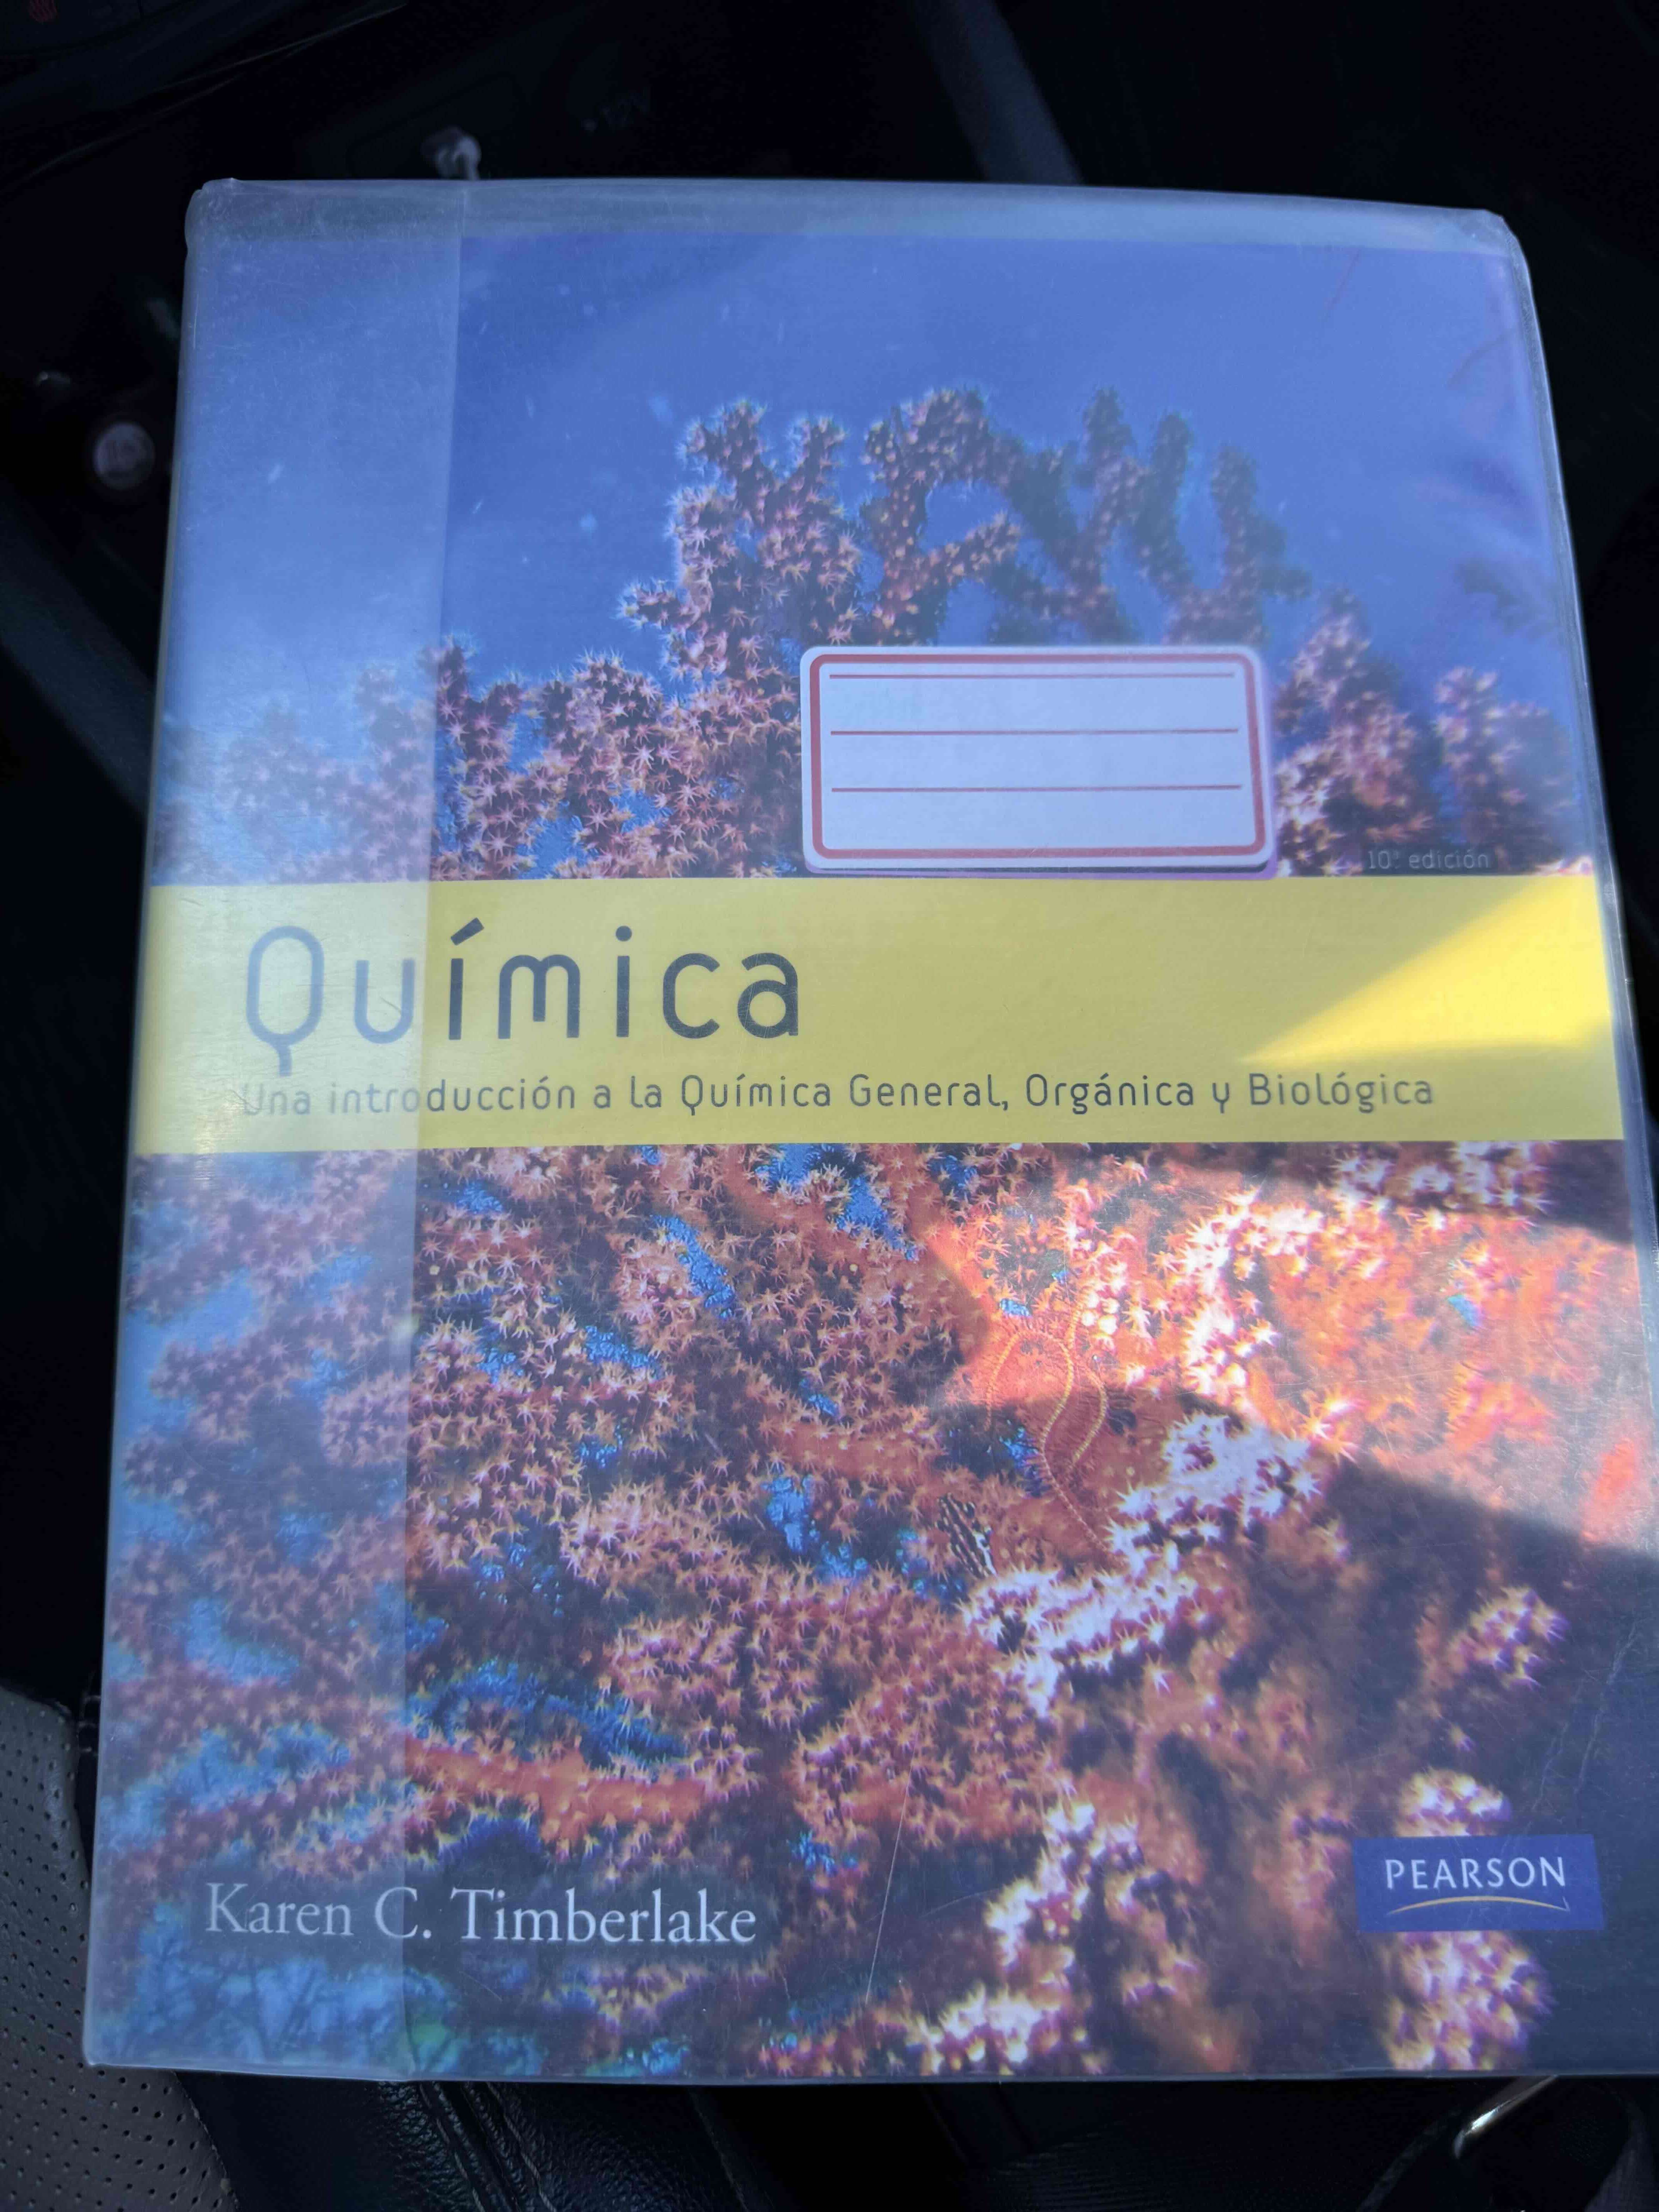 10ª edición
Química
Una introducción a la Química General, Orgánica y Biológica
Karen C. Timberlake
PEARSON